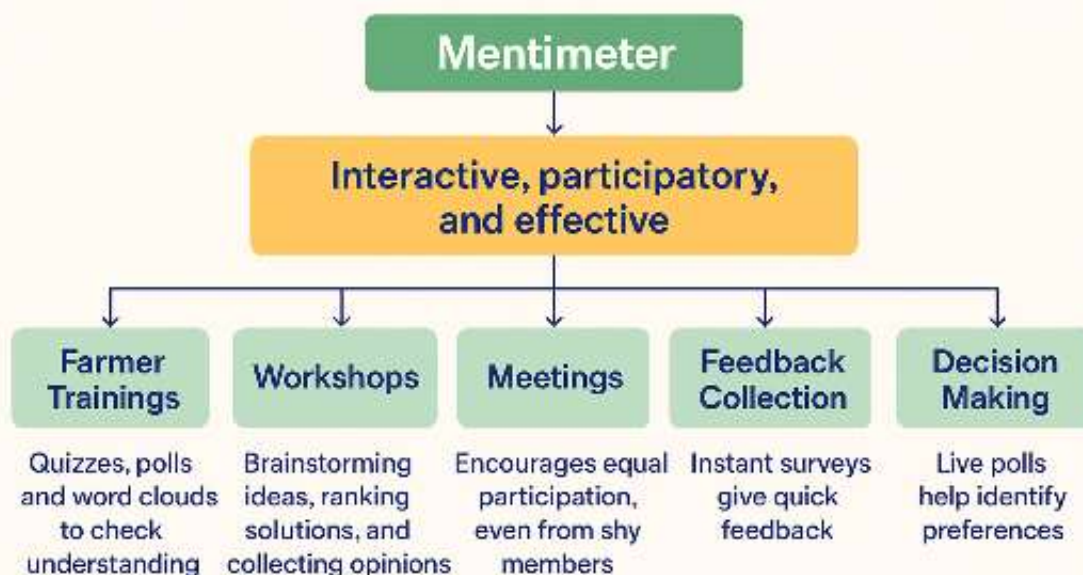 Mentimeter
Interactive, participatory,
and effective
Farmer
Trainings
Workshops
Meetings
Feedback
Collection
Decision
Making
Quizzes, polls
and word clouds
to check
understanding
Brainstorming
ideas, ranking
solutions, and
collecting opinions
Encourages equal
participation,
even from shy
members
Instant surveys
give quick
feedback
Live polls
help identify
preferences